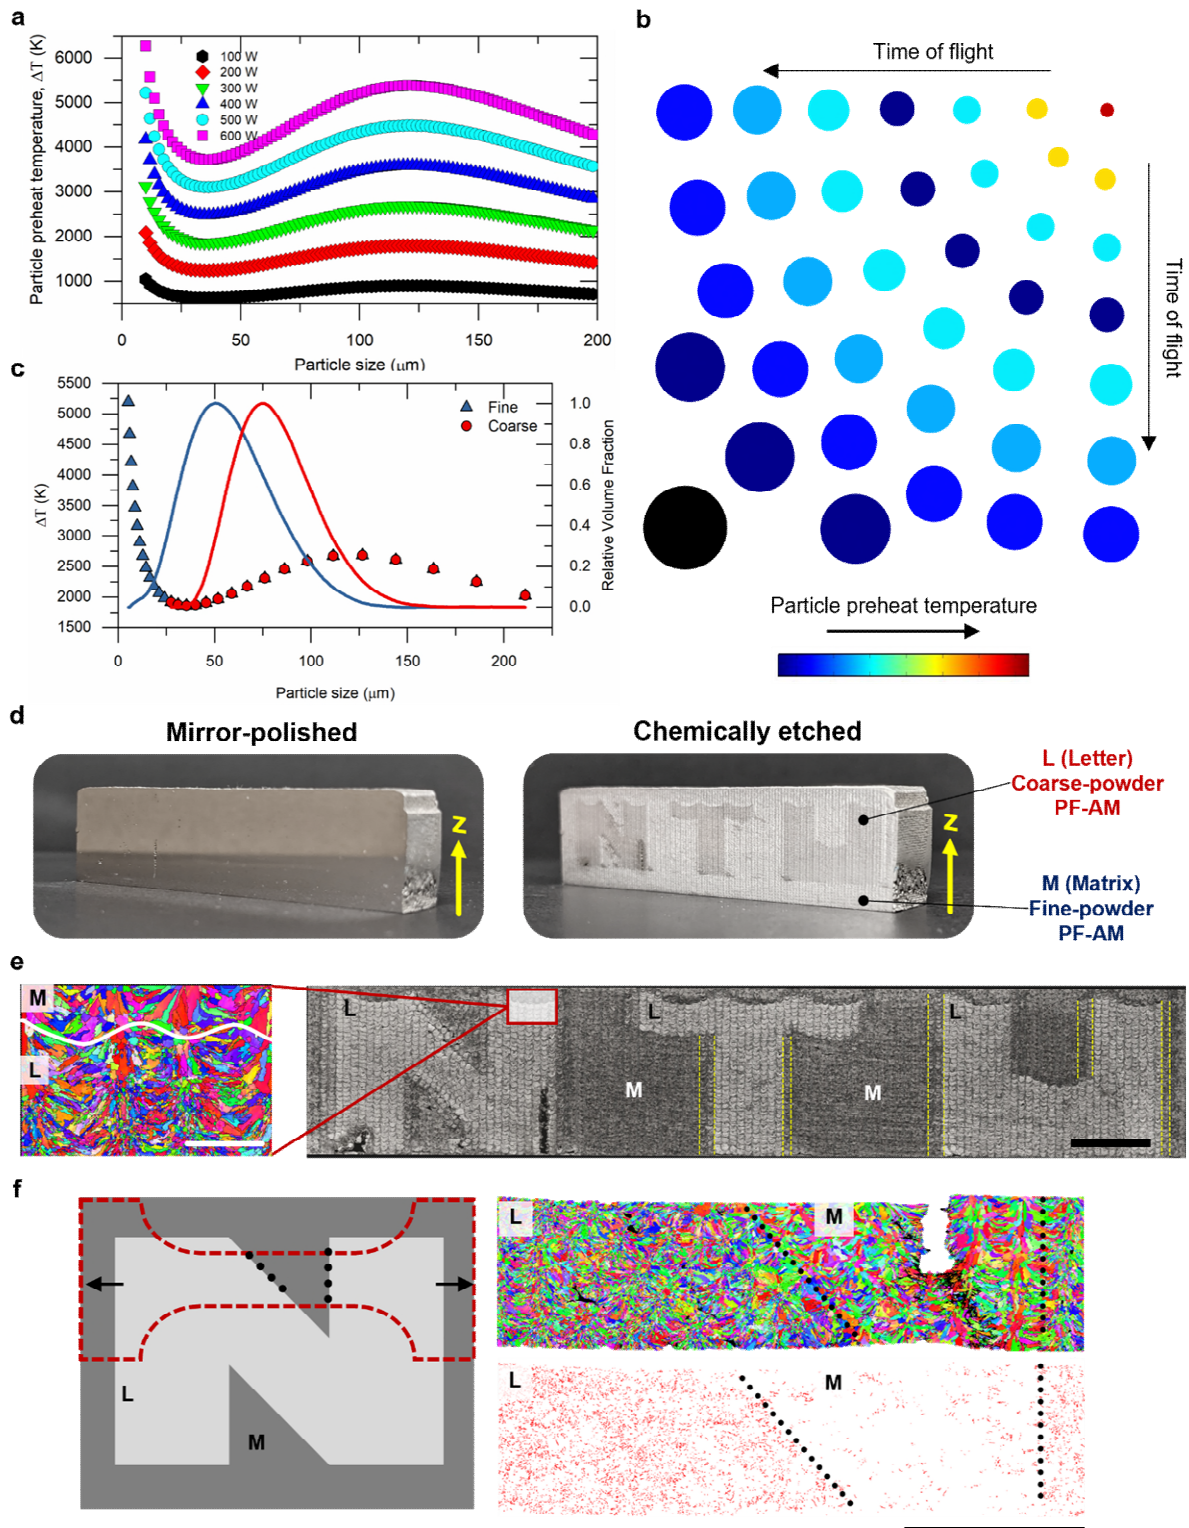 a
Particle preheat temperature, ΔT (K)
6000
5000
4000
3000
2000
1000
100 W
200 W
300 W
400 W
500 W
600 W
0
50
100
150
200
Particle size (μm)
b
Time of flight
Time of flight
Particle preheat temperature
c
ΔT (K)
5500
5000
4500
4000
3500
3000
2500
2000
1500
Fine
Coarse
1.0
0.8
0.6
0.4
0.2
0.0
Relative Volume Fraction
0
50
100
150
200
Particle size (μm)
d
Mirror-polished
Z
Chemically etched
Z
L (Letter)
Coarse-powder
PF-AM
M (Matrix)
Fine-powder
PF-AM
e
M
L
L
L
L
M
M
f
L
M
L
M
L
M